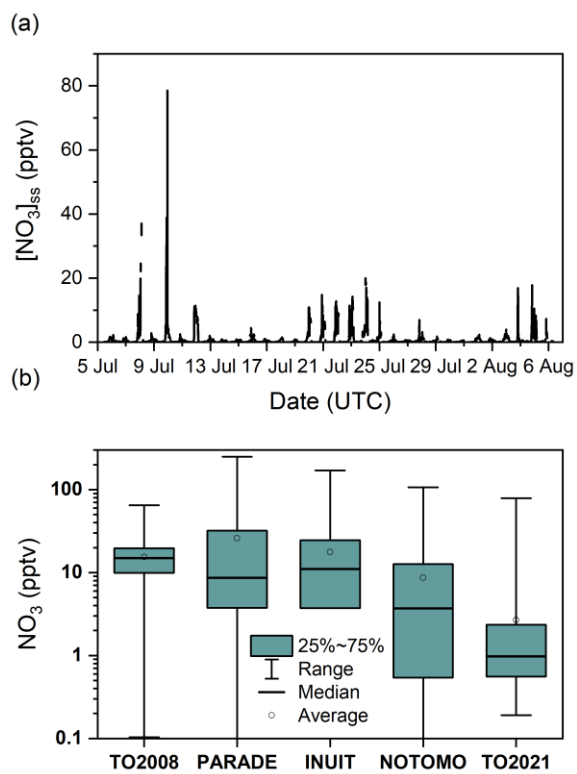 (a)
80
60
40
20
0
[NO₃]ss (pptv)
5 Jul 9 Jul 13 Jul 17 Jul 21 Jul 25 Jul 29 Jul 2 Aug 6 Aug
Date (UTC)
(b)
100
10
1
0.1
NO₃ (pptv)
25%~75%
Range
Median
Average
TO2008 PARADE INUIT NOTOMO TO2021